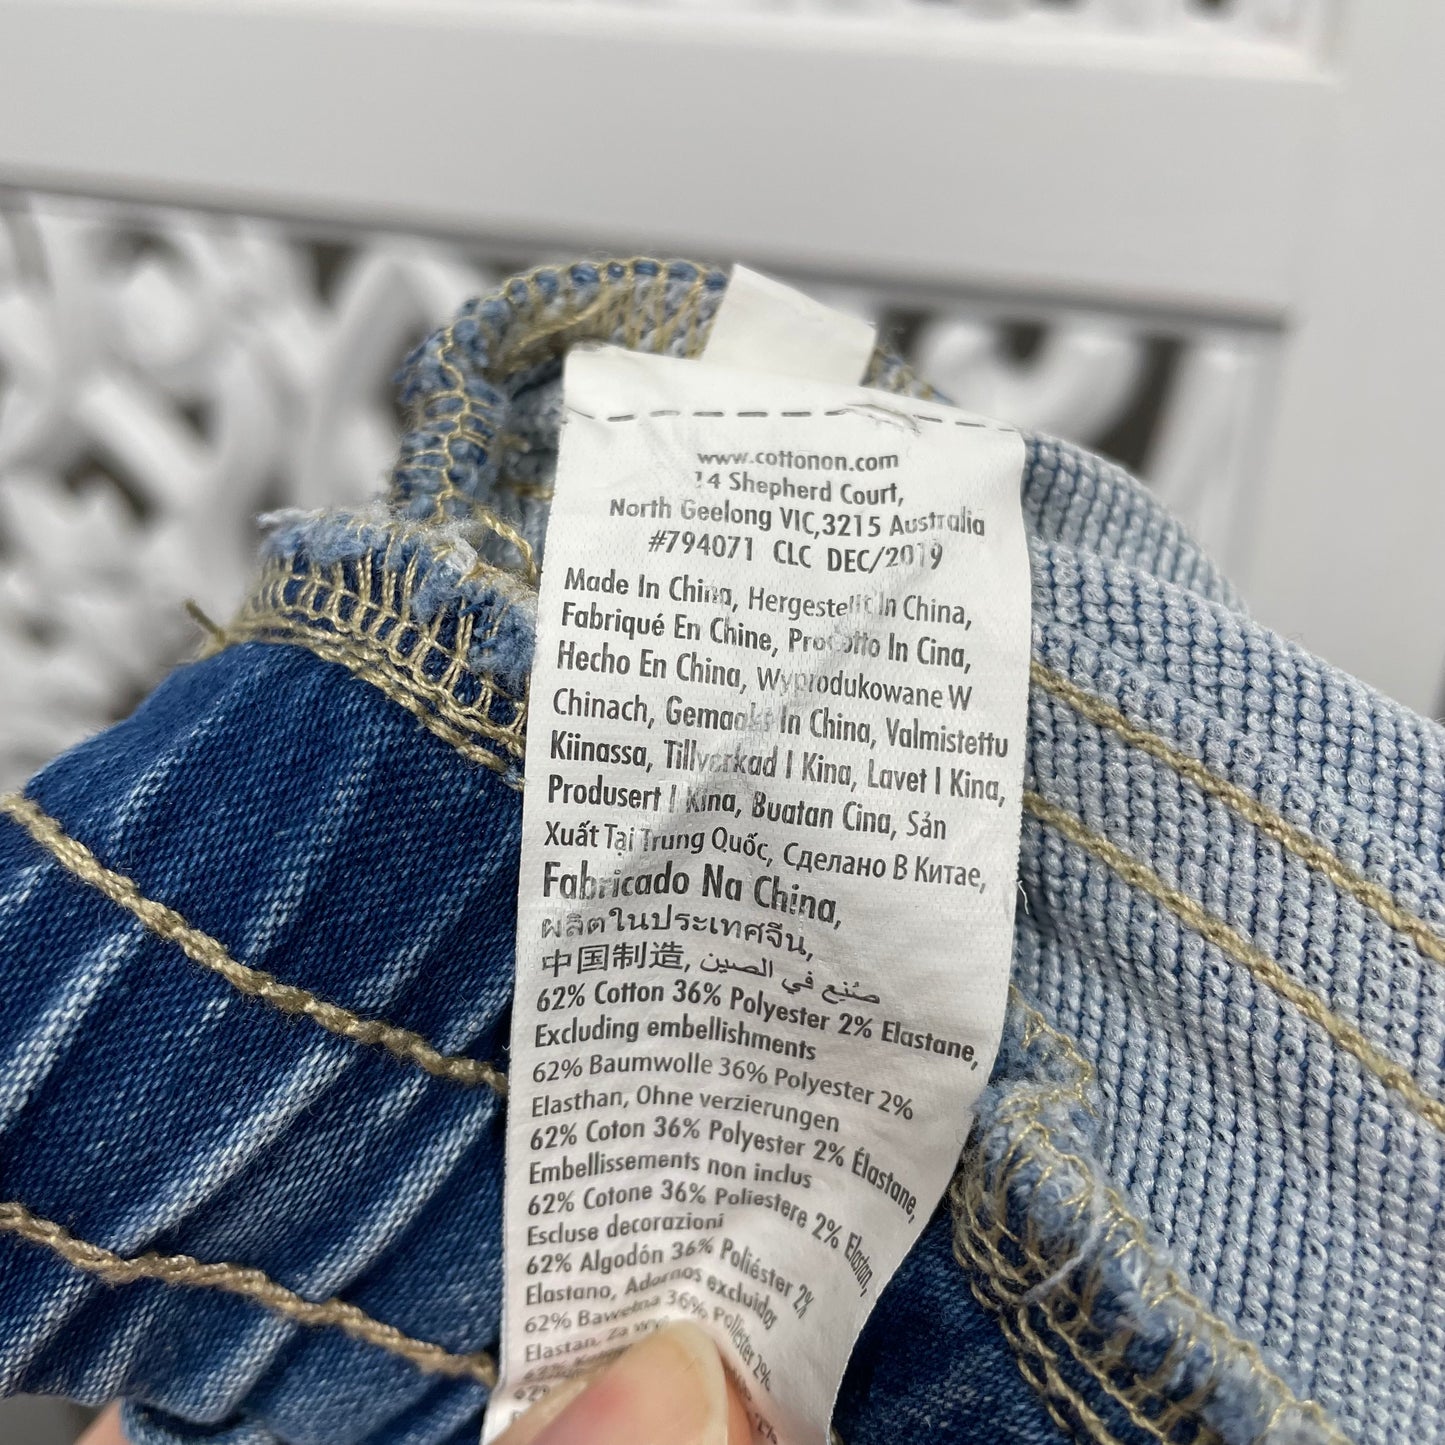 www.cottonon.com
14 Shepherd Court,
North Geelong VIC,3215 Australia
#794071 CLC DEC/2019
Made In China, Hergestellt In China,
Fabriqué En Chine, Prodotto In Cina,
Hecho En China, Wyprodukowane W
Chinach, Gemaakt In China, Valmistettu
Kiinassa, Tillverkad I Kina, Lavet I Kina,
Produsert I Kina, Buatan Cina, Sản
Xuất Tại Trung Quốc, Сделано В Китае,
Fabricado Na China,
ผลิตในประเทศจีน,
中国制造, صُنِع في الصين
62% Cotton 36% Polyester 2% Elastane,
Excluding embellishments
62% Baumwolle 36% Polyester 2%
Elasthan, Ohne verzierungen
62% Coton 36% Polyester 2% Élastane,
Embellissements non inclus
62% Cotone 36% Poliestere 2% Elastan,
Escluse decorazioni
62% Algodón 36% Poliéster 2%
Elastano, Adornos excluidos
62% Bawełna 36% Poliester 2%
Elastan, Za